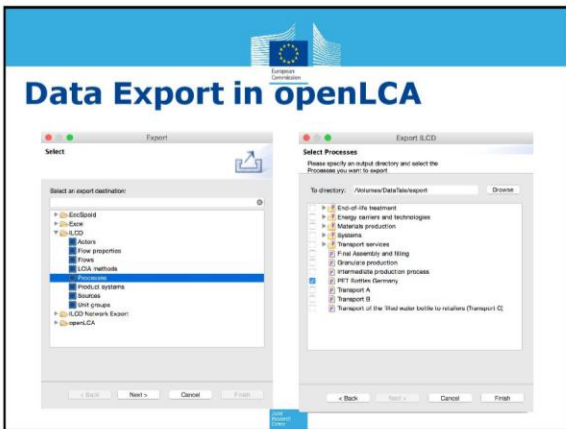 European
Commission
Data Export in openLCA
Export
Select
Select an export destination:
EcoSpold
Excel
ILCD
Actors
Flow properties
Flows
LCIA methods
Processes
Product systems
Sources
Unit groups
ILCD Network Export
openLCA
< Back
Next >
Cancel
Finish
Export ILCD
Select Processes
Please specify an output directory and select the
Processes you want to export
To directory: /Volumes/DataTale/export
Browse
End-of-life treatment
Energy carriers and technologies
Materials production
Systems
Transport services
Final Assembly and filling
Granulate production
Intermediate production process
PET Bottles Germany
Transport A
Transport B
Transport of the filled water bottle to retailers (Transport C)
< Back
Next >
Cancel
Finish
Joint
Research
Centre